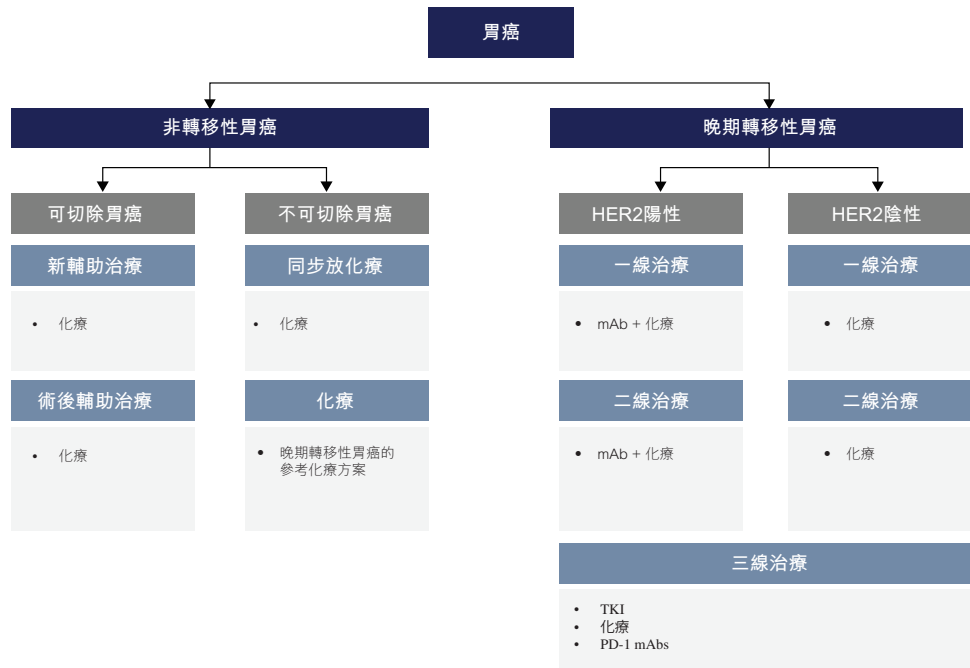 胃癌
非轉移性胃癌
晚期轉移性胃癌
可切除胃癌
不可切除胃癌
HER2陽性
HER2陰性
新輔助治療
同步放化療
一線治療
一線治療
• 化療
• 化療
• mAb + 化療
• 化療
術後輔助治療
化療
二線治療
二線治療
• 化療
• 晚期轉移性胃癌的
參考化療方案
• mAb + 化療
• 化療
三線治療
• TKI
• 化療
• PD-1 mAbs